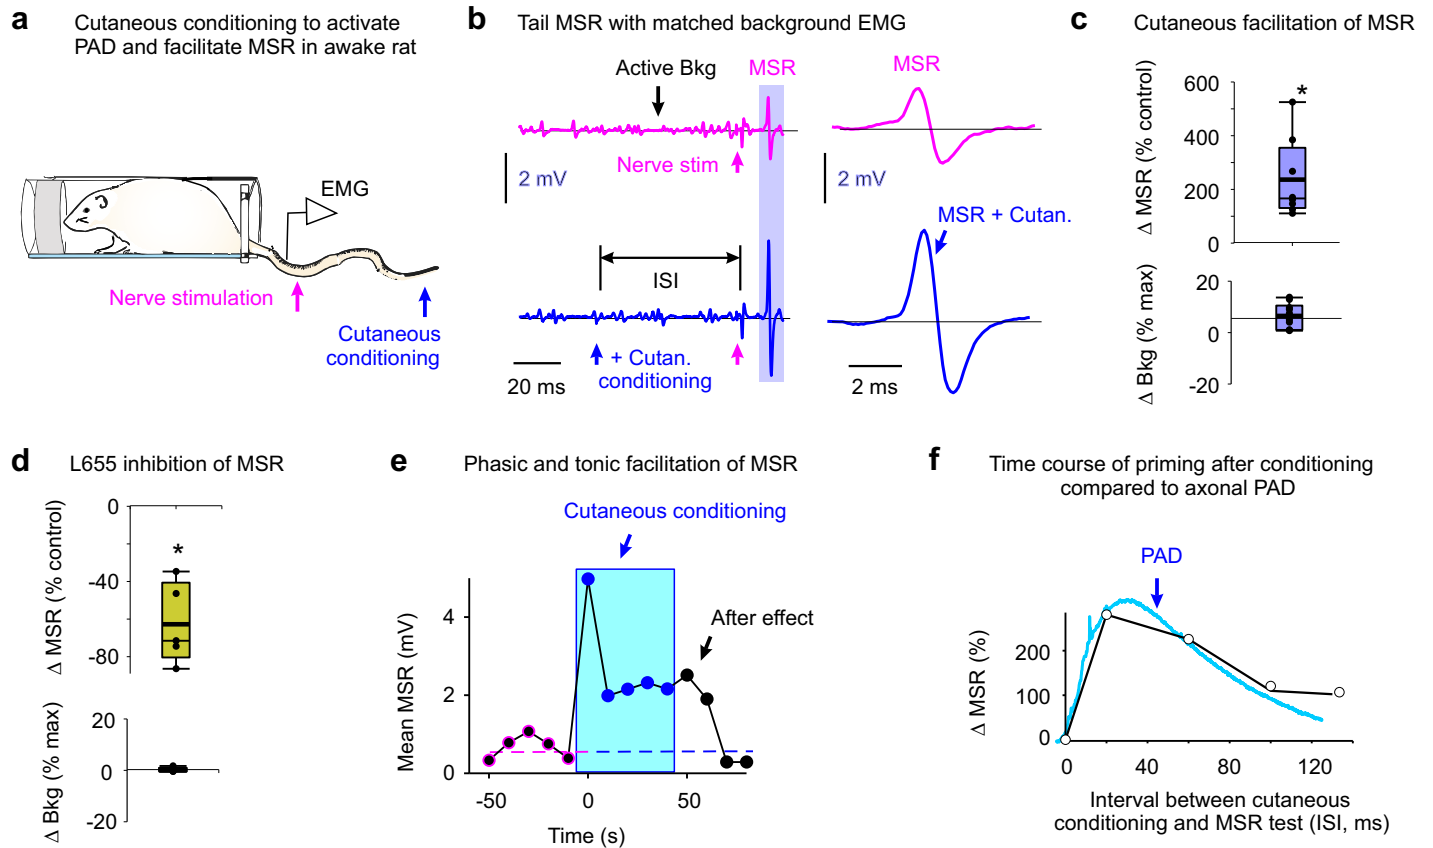 a
Cutaneous conditioning to activate
PAD and facilitate MSR in awake rat
EMG
Nerve stimulation
Cutaneous
conditioning
b
Tail MSR with matched background EMG
Active Bkg
MSR
MSR
Nerve stim
2 mV
2 mV
MSR + Cutan.
ISI
+ Cutan.
conditioning
20 ms
2 ms
c
Cutaneous facilitation of MSR
Δ MSR (% control)
600
400
200
0
*
Δ Bkg (% max)
20
0
-20
d
L655 inhibition of MSR
Δ MSR (% control)
0
-40
-80
*
Δ Bkg (% max)
20
0
-20
e
Phasic and tonic facilitation of MSR
Cutaneous conditioning
After effect
Mean MSR (mV)
4
2
0
-50
0
50
Time (s)
f
Time course of priming after conditioning
compared to axonal PAD
PAD
Δ MSR (%)
200
100
0
0
40
80
120
Interval between cutaneous
conditioning and MSR test (ISI, ms)